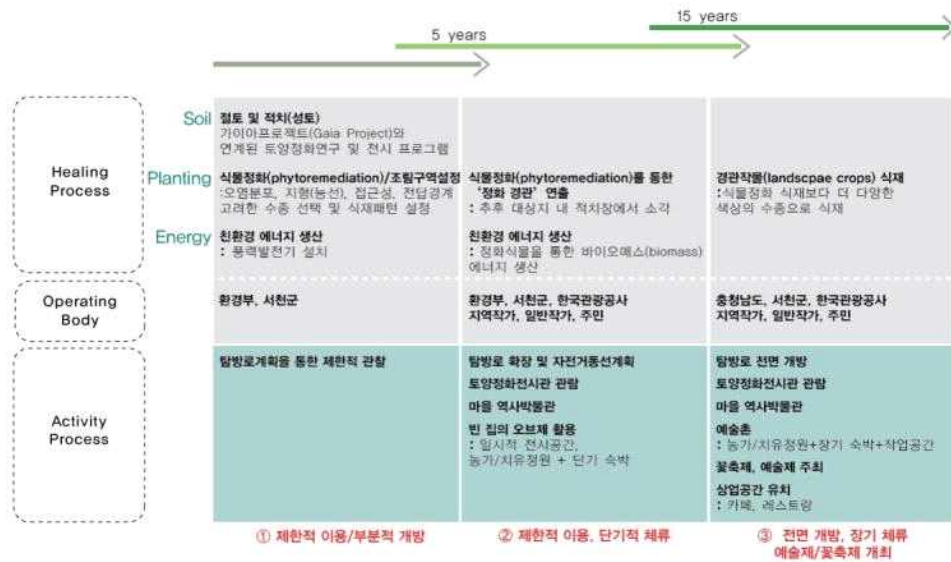 15 years
5 years
Healing
Process
Soil
절토 및 적치(성토)
가이아프로젝트(Gaia Project)와
연계된 토양정화연구 및 전시 프로그램
Planting
식물정화(phytoremediation)/조림구역설정
:오염분포, 지형(능선), 접근성, 전답경계
고려한 수종 선택 및 식재패턴 설정
식물정화(phytoremediation)를 통한
'정화 경관' 연출
: 추후 대상지 내 적치장에서 소각
경관작물(landscpae crops) 식재
:식물정화 식재보다 더 다양한
색상의 수종으로 식재
Energy
친환경 에너지 생산
: 풍력발전기 설치
친환경 에너지 생산
: 정화식물을 통한 바이오매스(biomass)
에너지 생산
Operating
Body
환경부, 서천군
환경부, 서천군, 한국관광공사
지역작가, 일반작가, 주민
충청남도, 서천군, 한국관광공사
지역작가, 일반작가, 주민
Activity
Process
탐방로계획을 통한 제한적 관찰
탐방로 확장 및 자전거동선계획
토양정화전시관 관람
마을 역사박물관
빈 집의 오브제 활용
: 일시적 전시공간,
농가/치유정원 + 단기 숙박
탐방로 전면 개방
토양정화전시관 관람
마을 역사박물관
예술촌
: 농가/치유정원+장기 숙박+작업공간
꽃축제, 예술제 주최
상업공간 유치
: 카페, 레스토랑
① 제한적 이용/부분적 개방
② 제한적 이용, 단기적 체류
③ 전면 개방, 장기 체류
예술제/꽃축제 개최